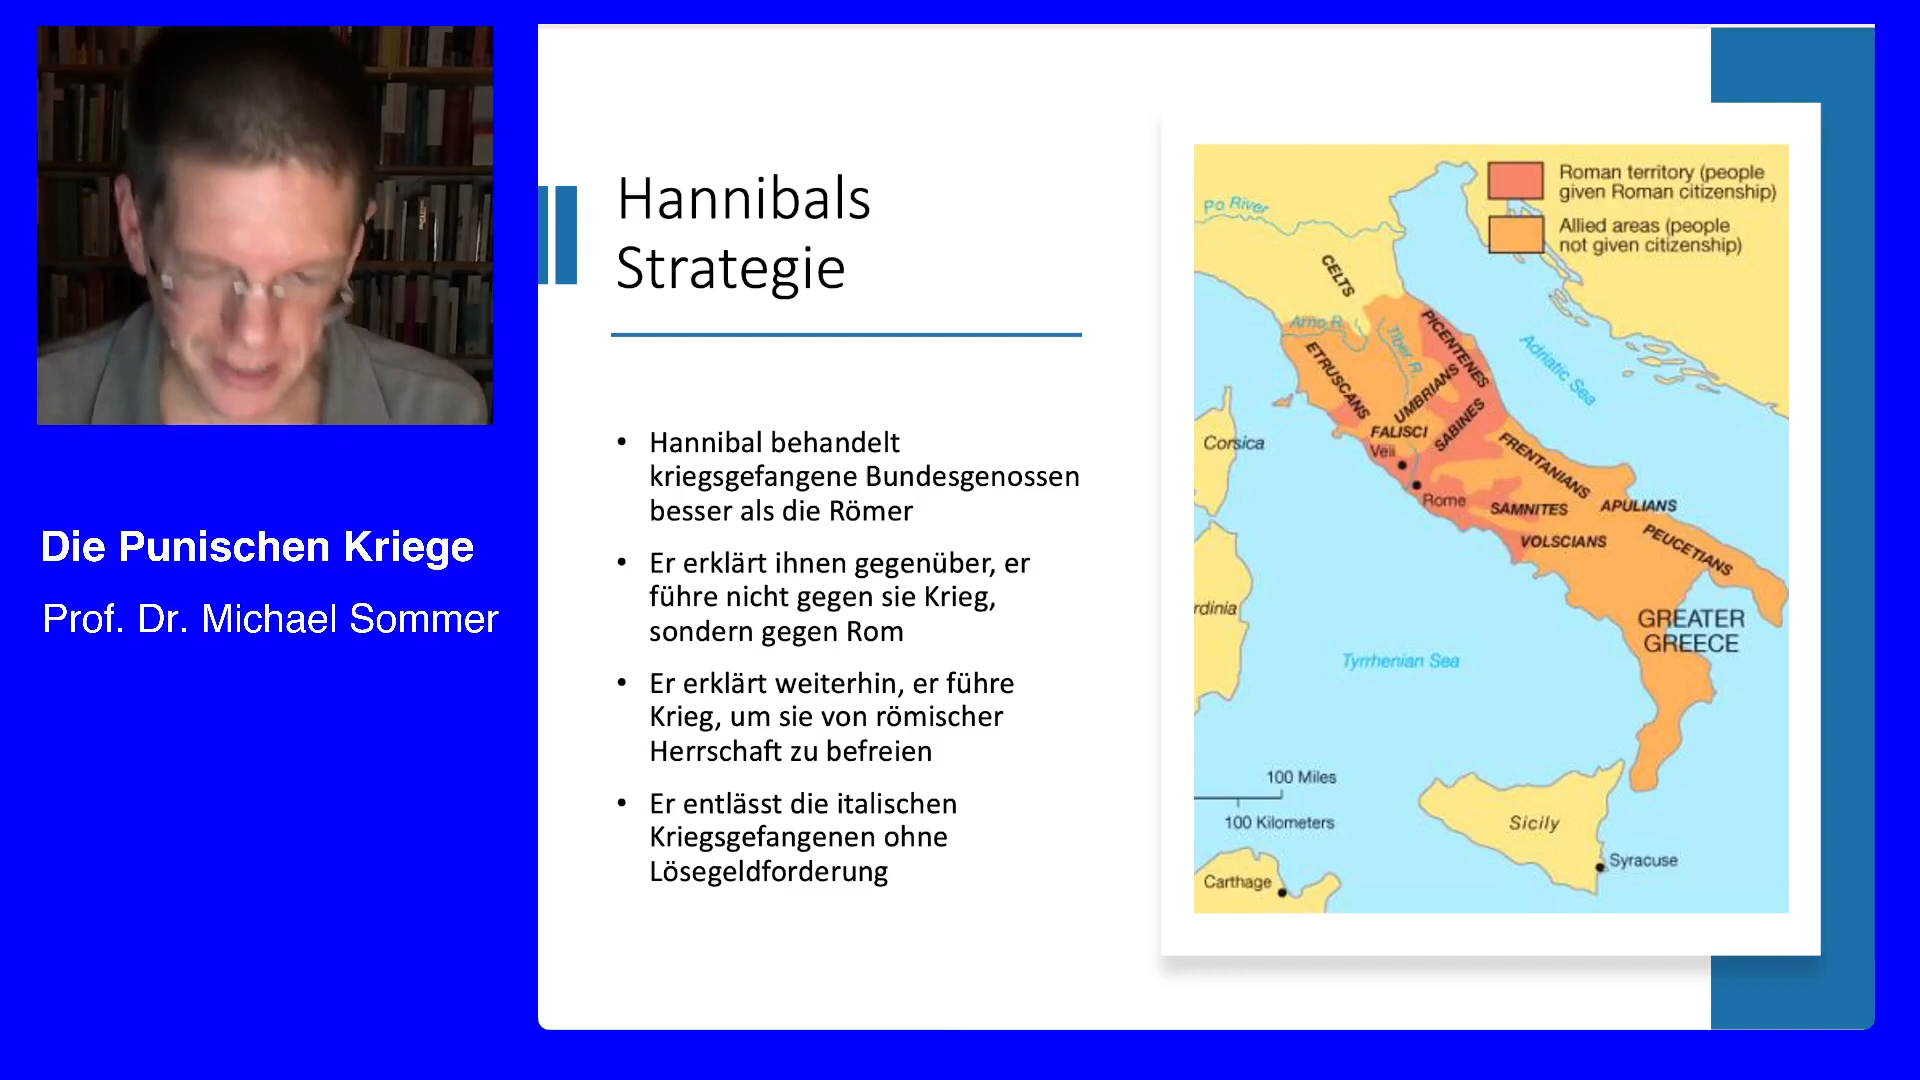 Die Punischen Kriege
Prof. Dr. Michael Sommer
Hannibals
Strategie
• Hannibal behandelt
kriegsgefangene Bundesgenossen
besser als die Römer
• Er erklärt ihnen gegenüber, er
führe nicht gegen sie Krieg,
sondern gegen Rom
• Er erklärt weiterhin, er führe
Krieg, um sie von römischer
Herrschaft zu befreien
• Er entlässt die italischen
Kriegsgefangenen ohne
Lösegeldforderung
Roman territory (people
given Roman citizenship)
Allied areas (people
not given citizenship)
Po River
CELTS
Arno R.
Tiber R.
PICENTENES
ETRUSCANS
UMBRIANS
SABINES
FALISCI
Veii
Rome
Corsica
Adriatic Sea
FRENTANIANS
SAMNITES
APULIANS
VOLSCIANS
PEUCETIANS
rdinia
GREATER
GREECE
Tyrrhenian Sea
100 Miles
100 Kilometers
Sicily
Syracuse
Carthage